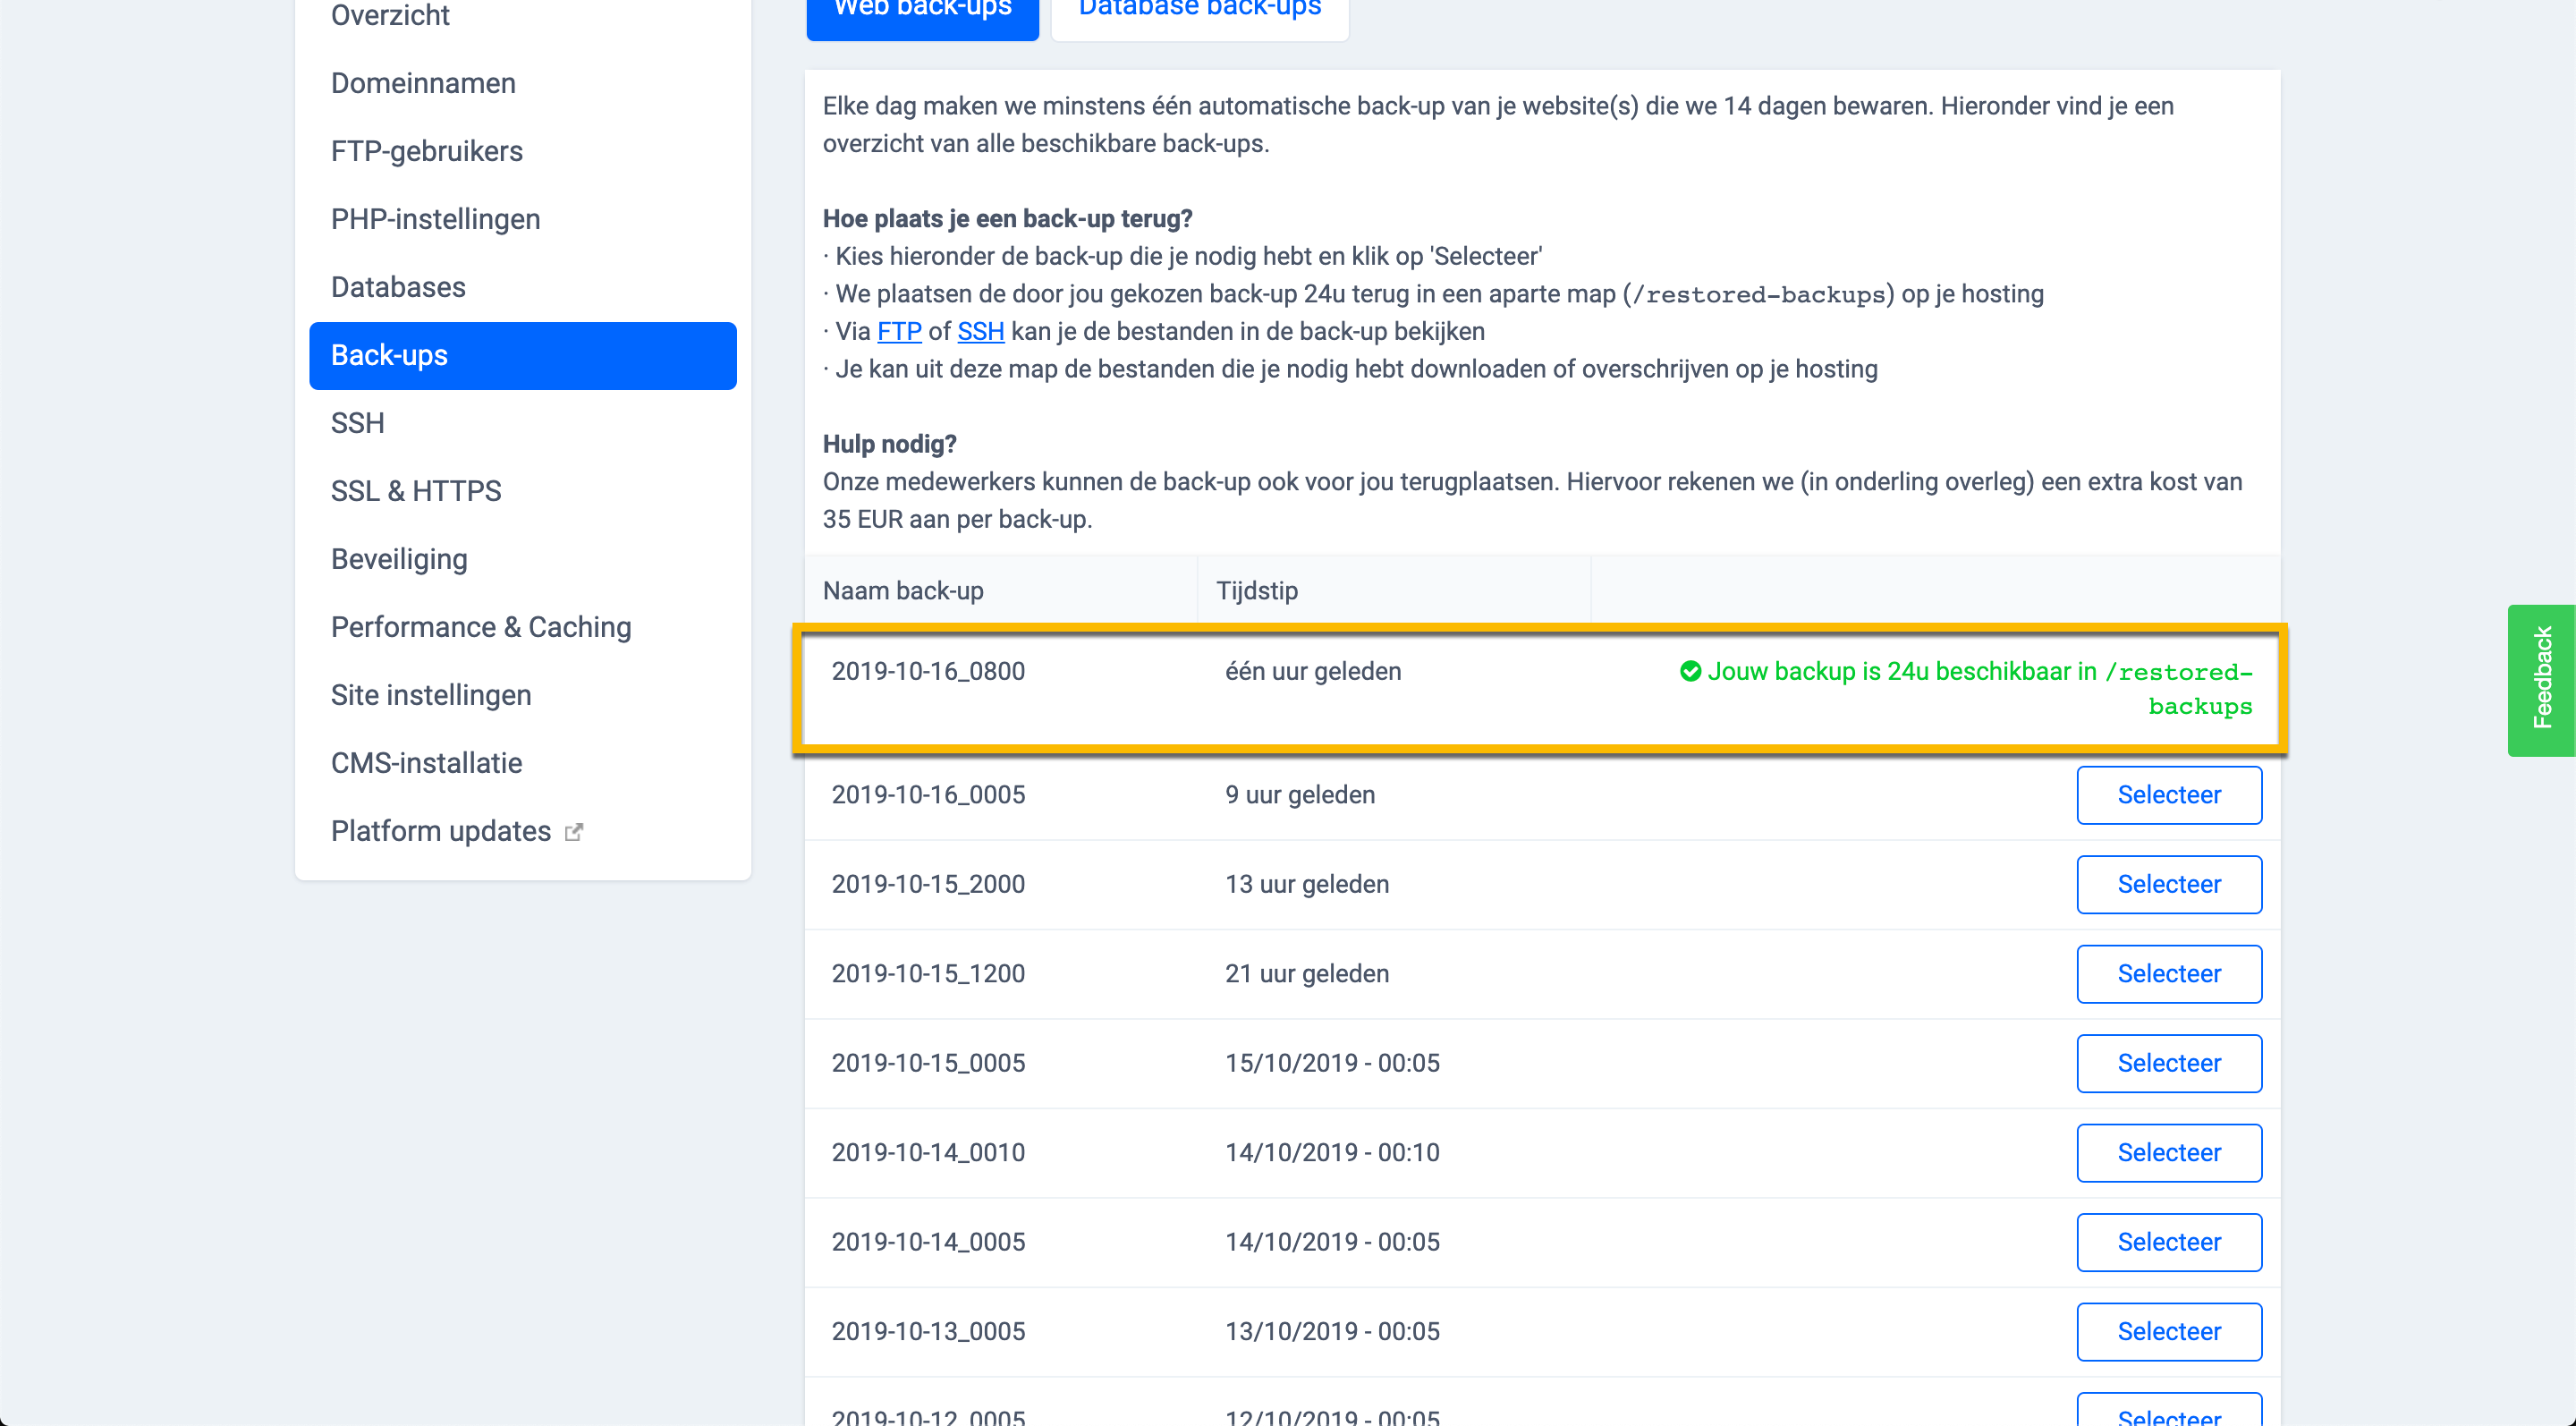 Overzicht
Domeinnamen
FTP-gebruikers
PHP-instellingen
Databases
Back-ups
SSH
SSL & HTTPS
Beveiliging
Performance & Caching
Site instellingen
CMS-installatie
Platform updates
Web back-ups
Database back-ups
Elke dag maken we minstens één automatische back-up van je website(s) die we 14 dagen bewaren. Hieronder vind je een
overzicht van alle beschikbare back-ups.
Hoe plaats je een back-up terug?
· Kies hieronder de back-up die je nodig hebt en klik op 'Selecteer'
· We plaatsen de door jou gekozen back-up 24u terug in een aparte map (/restored-backups) op je hosting
· Via FTP of SSH kan je de bestanden in de back-up bekijken
· Je kan uit deze map de bestanden die je nodig hebt downloaden of overschrijven op je hosting
Hulp nodig?
Onze medewerkers kunnen de back-up ook voor jou terugplaatsen. Hiervoor rekenen we (in onderling overleg) een extra kost van
35 EUR aan per back-up.
Naam back-up Tijdstip
2019-10-16_0800 één uur geleden Jouw backup is 24u beschikbaar in /restored-
backups
2019-10-16_0005 9 uur geleden Selecteer
2019-10-15_2000 13 uur geleden Selecteer
2019-10-15_1200 21 uur geleden Selecteer
2019-10-15_0005 15/10/2019 - 00:05 Selecteer
2019-10-14_0010 14/10/2019 - 00:10 Selecteer
2019-10-14_0005 14/10/2019 - 00:05 Selecteer
2019-10-13_0005 13/10/2019 - 00:05 Selecteer
2019-10-12_0005 12/10/2019 - 00:05 Selecteer
Feedback